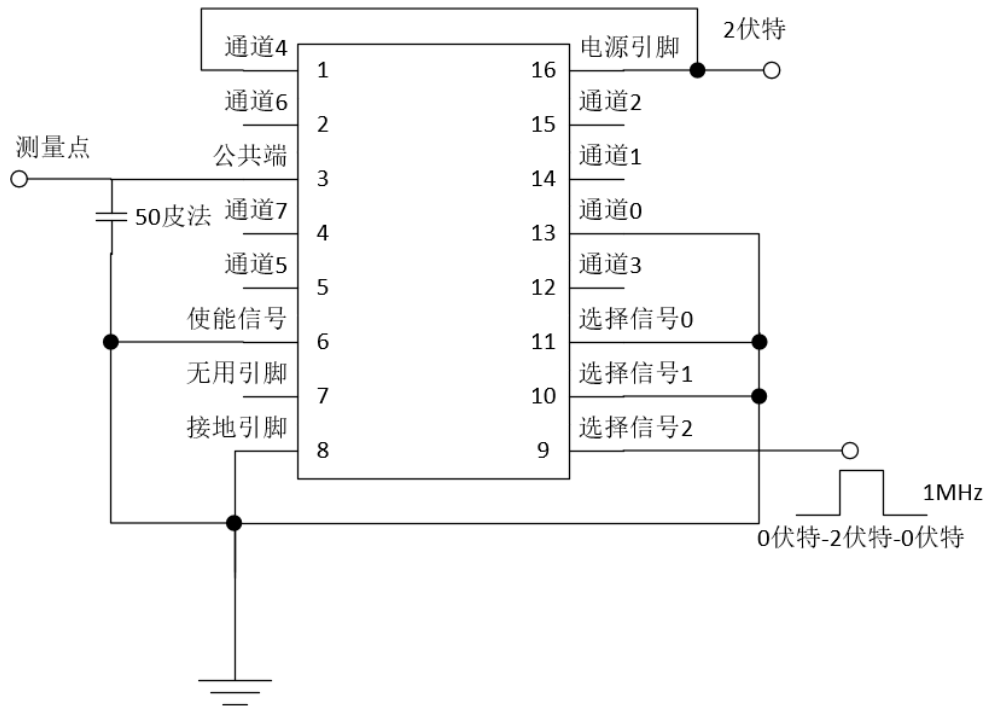 通道4
电源引脚
2伏特
1
16
通道6
通道2
2
15
测量点
公共端
通道1
3
14
50皮法
通道7
通道0
4
13
通道5
通道3
5
12
使能信号
选择信号0
6
11
无用引脚
选择信号1
7
10
接地引脚
选择信号2
8
9
1MHz
0伏特-2伏特-0伏特